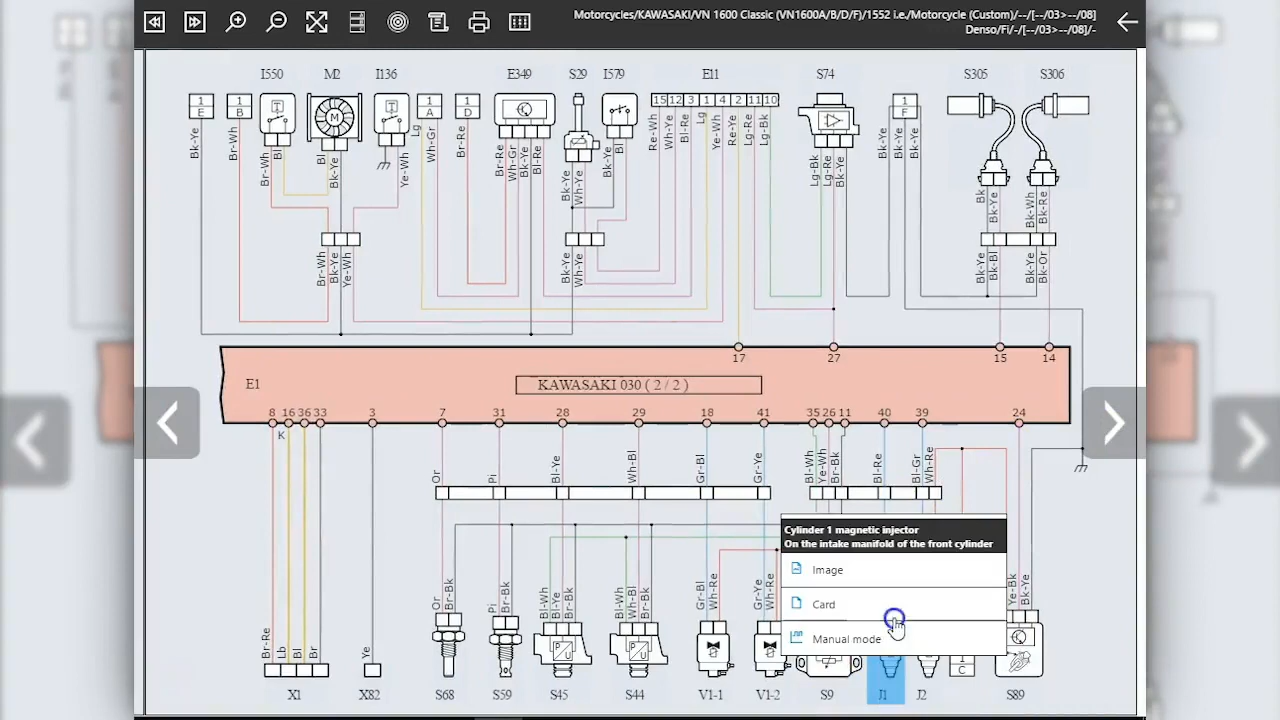 Motorcycles/KAWASAKI/VN 1600 Classic (VN1600A/B/D/F)/1552 i.e./Motorcycle (Custom)/--/[--/03>--/08]
Denso/Fi/-/[--/03>--/08]/-
I550 M2 I136 E349 S29 I579 E11 S74 S305 S306
1 E 1 B 1 A 1 D 15 12 3 1 4 2 11 10 1 F
Bk-Ye Br-Wh Br-Wh Bl Bl Bk-Ye Ye-Wh Lg Wh-Gr Br-Re Br-Re Wh-Gr Bk-Ye Bl-Re Bk-Ye Wh-Ye Bk-Ye Bl Re-Wh Wh-Ye Bl-Re Lg Ye-Wh Re-Ye Lg-Re Lg-Bk Lg-Bk Lg-Re Bk-Ye Bk-Ye Bk-Ye Bk Bk-Ye Bk-Wh Bk-Re
Br-Wh Bk-Ye Ye-Wh Bk-Ye Wh-Ye Bk-Ye Bk-Bl Bk-Ye Bk-Or
17 27 15 14
E1 KAWASAKI 030 ( 2 / 2 )
8 16 36 33 3 7 31 28 29 18 41 35 26 11 40 39 24
K
Or Pi Bl-Ye Wh-Bl Gr-Bl Gr-Ye Bl-Wh Ye-Wh Br-Bk Bl-Re Bl-Gr Wh-Re
Cylinder 1 magnetic injector
On the intake manifold of the front cylinder
Image
Card
Manual mode
Br-Re Lb Bl Br Ye Or Br-Bk Pi Br-Bk Bl-Wh Bl-Ye Br-Bk Bl-Wh Wh-Bl Br-Bk Gr-Bl Wh-Re Gr-Ye Wh-Re Ye-Bk Bk-Ye
1 C
X1 X82 S68 S59 S45 S44 V1-1 V1-2 S9 J1 J2 S89